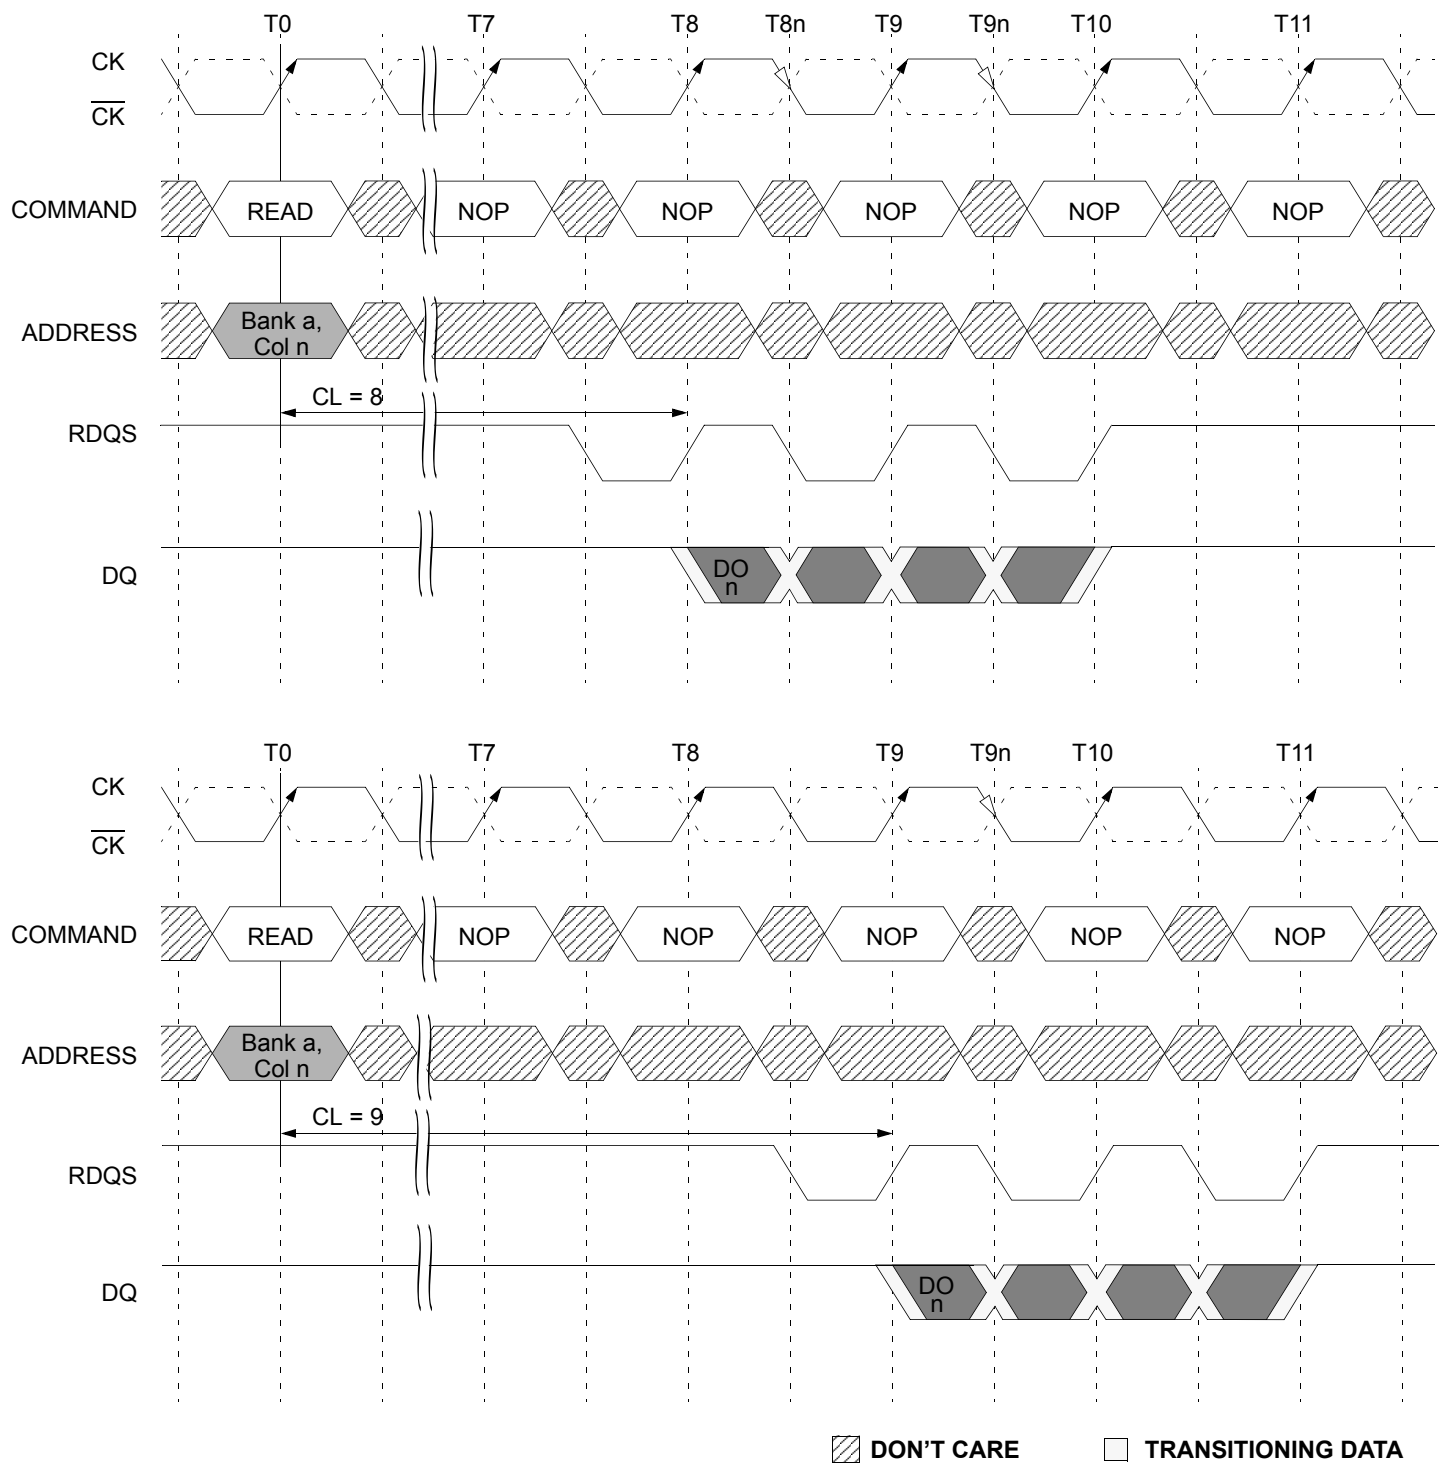 T0 T7 T8 T8n T9 T9n T10 T11
CK
C̅K̅
COMMAND READ NOP NOP NOP NOP NOP
ADDRESS Bank a,
Col n
CL = 8
RDQS
DQ DO
n
T0 T7 T8 T9 T9n T10 T11
CK
C̅K̅
COMMAND READ NOP NOP NOP NOP NOP
ADDRESS Bank a,
Col n
CL = 9
RDQS
DQ DO
n
DON'T CARE TRANSITIONING DATA